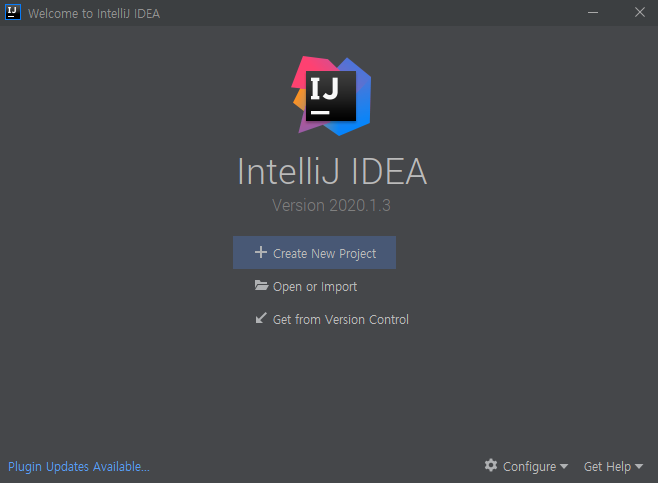 IJ Welcome to IntelliJ IDEA
IJ
IntelliJ IDEA
Version 2020.1.3
Create New Project
Open or Import
Get from Version Control
Plugin Updates Available...
Configure
Get Help